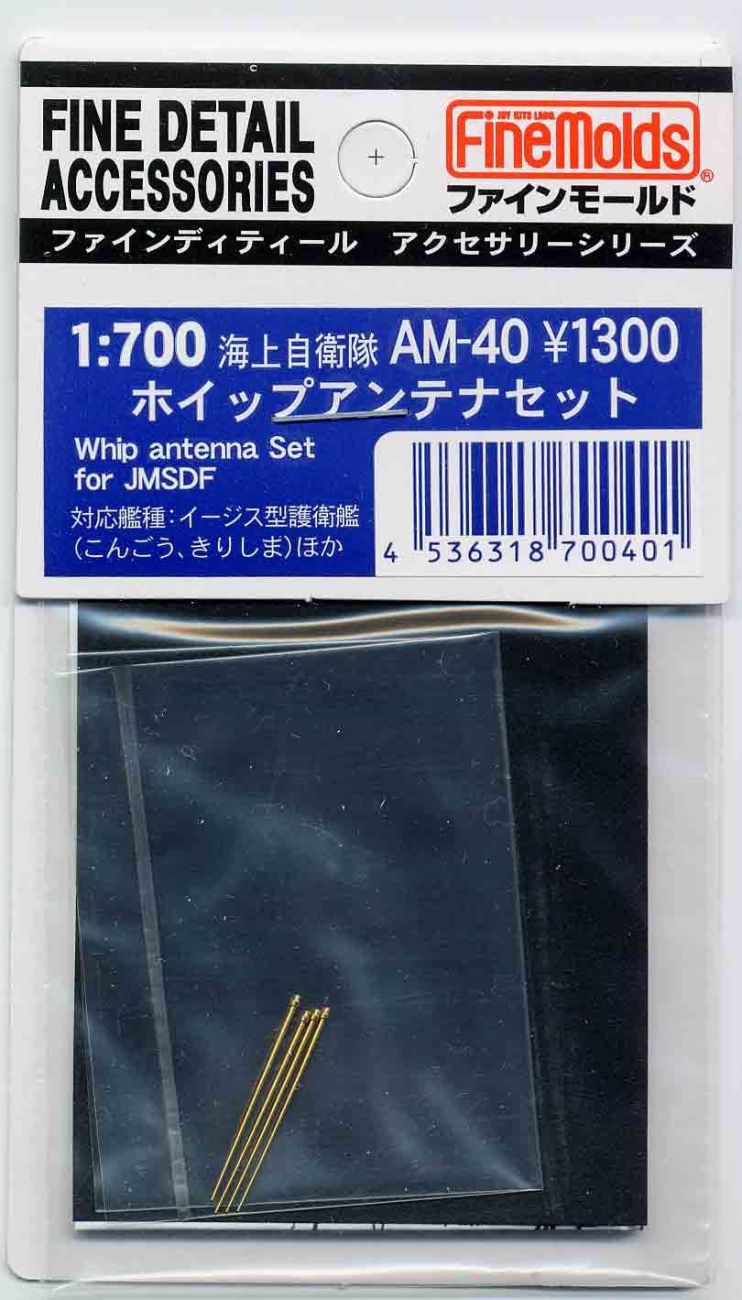 FINE DETAIL
ACCESSORIES
JOY KITS LABO.
FineMolds®
ファインモールド
ファインディティール アクセサリーシリーズ
1:700 海上自衛隊 AM-40 ¥1300
ホイップアンテナセット
Whip antenna Set
for JMSDF
対応艦種:イージス型護衛艦
(こんごう、きりしま)ほか
4 536318 700401